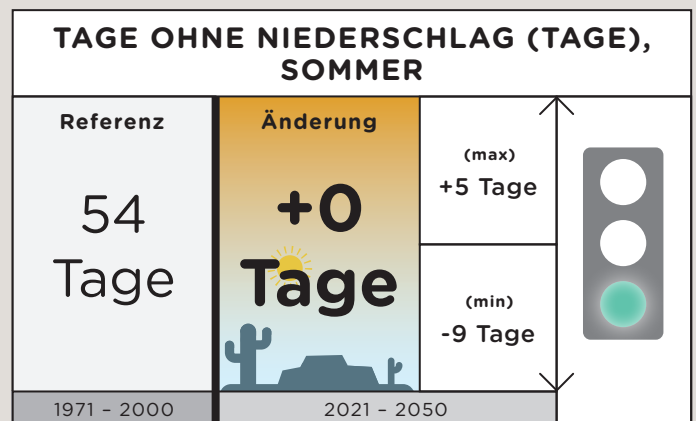 TAGE OHNE NIEDERSCHLAG (TAGE),
SOMMER
Referenz
54
Tage
1971 – 2000
Änderung
+0
Tage
(max)
+5 Tage
(min)
-9 Tage
2021 – 2050